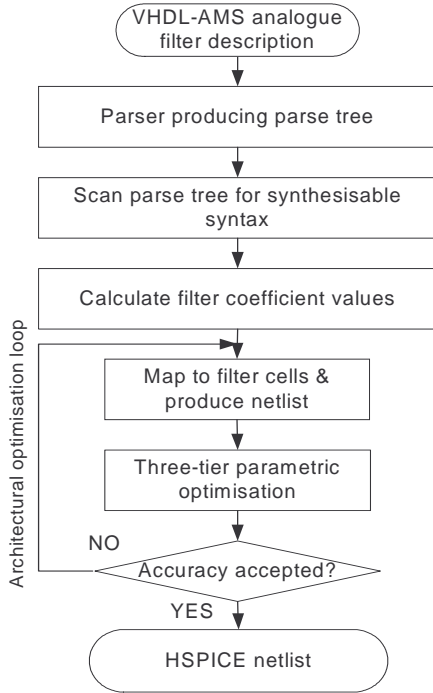 VHDL-AMS analogue
filter description
Parser producing parse tree
Scan parse tree for synthesisable
syntax
Calculate filter coefficient values
Architectural optimisation loop
Map to filter cells &
produce netlist
Three-tier parametric
optimisation
NO
Accuracy accepted?
YES
HSPICE netlist